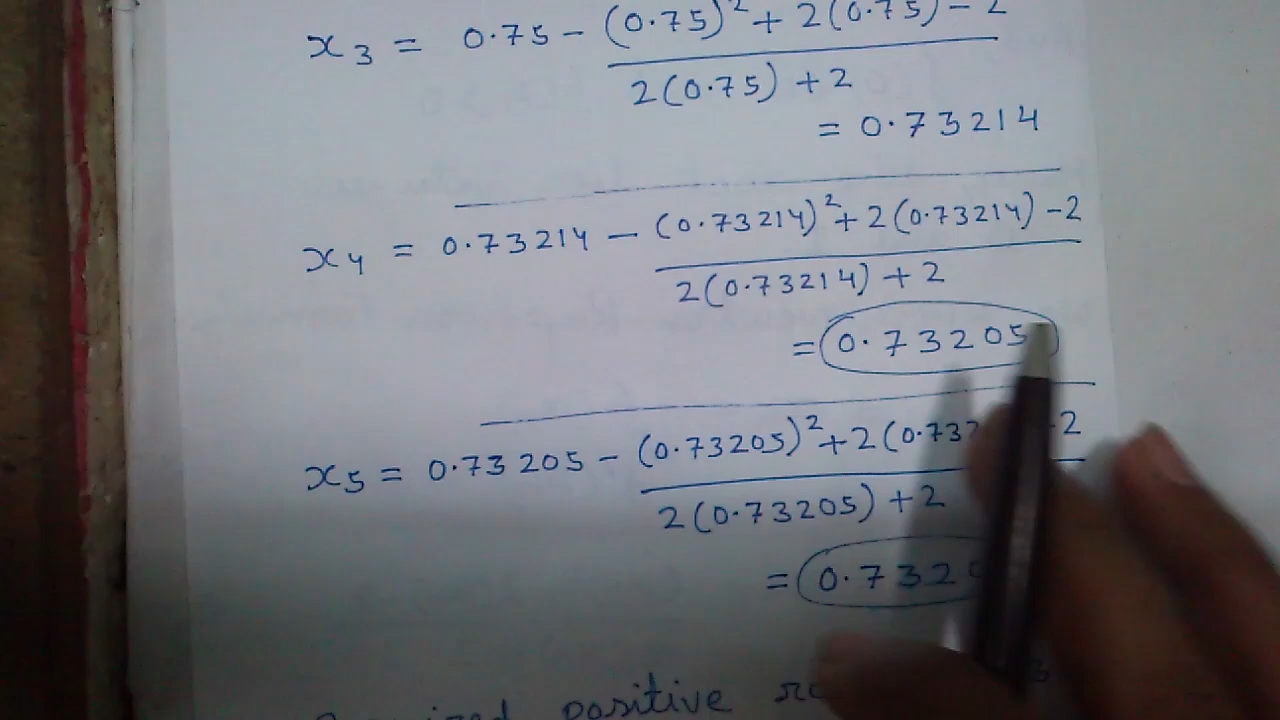 x₃ = 0.75 − (0.75)² + 2(0.75) − 2
2(0.75) + 2
= 0.73214
x₄ = 0.73214 − (0.73214)² + 2(0.73214) − 2
2(0.73214) + 2
= 0.73205
x₅ = 0.73205 − (0.73205)² + 2(0.73 2
2(0.73205) + 2
= 0.732
positive